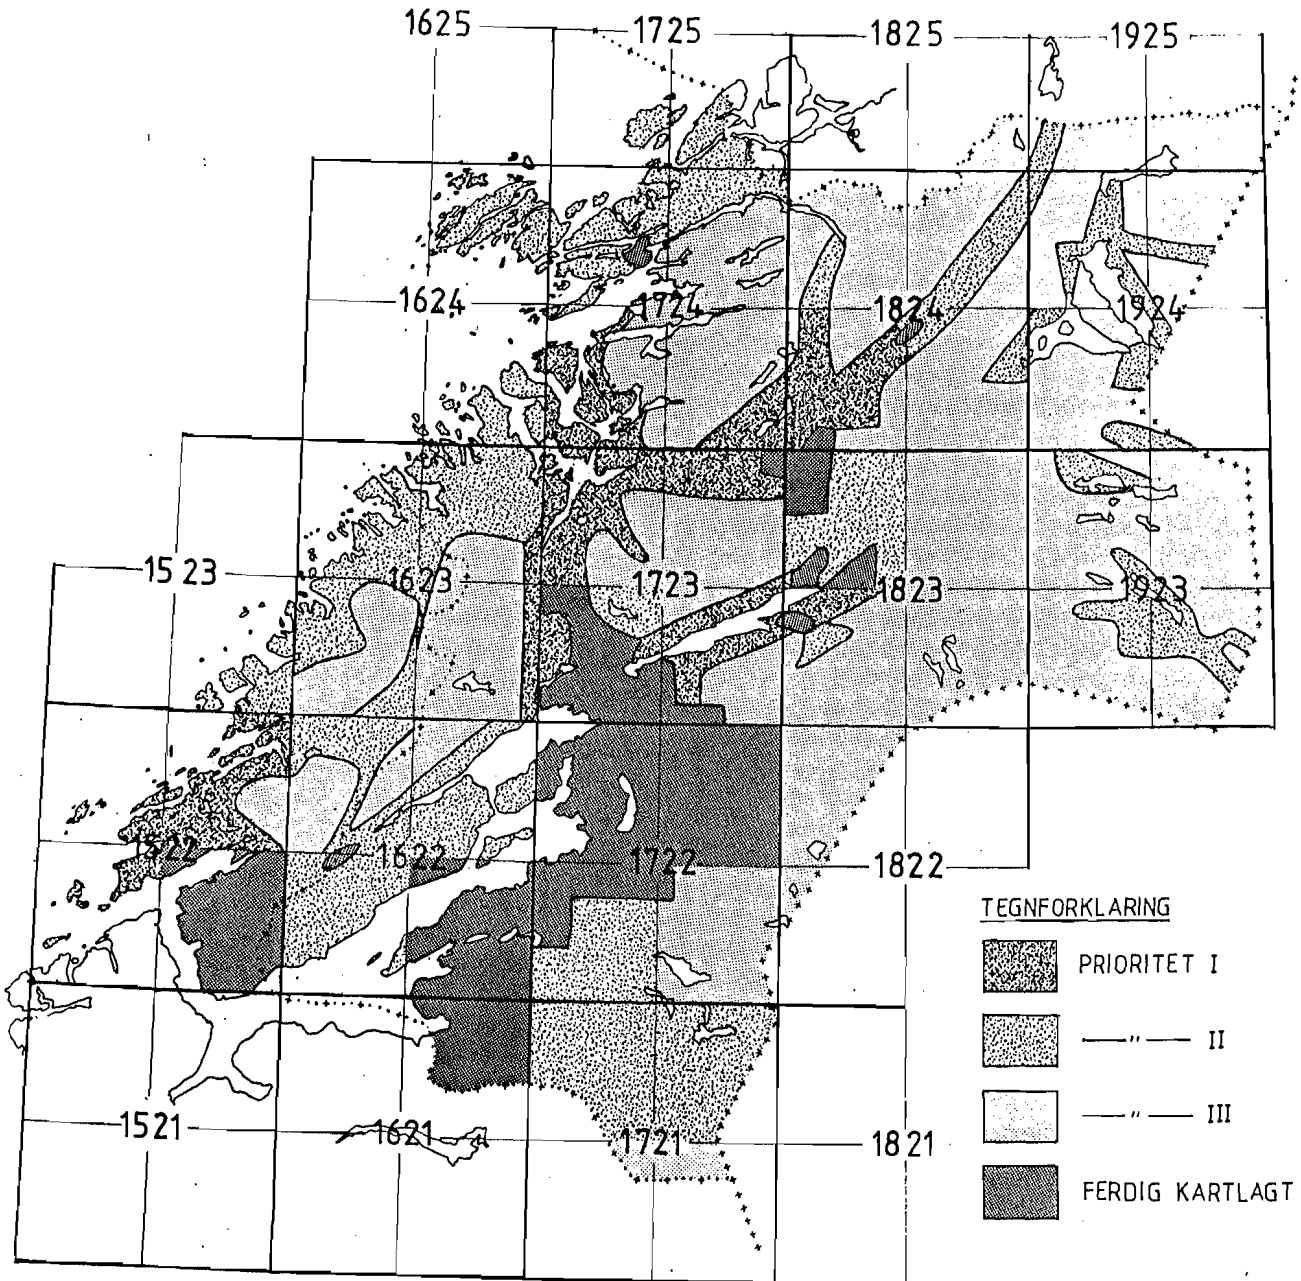 1625 1725 1825 1925
1624 1724 1824 1924
1523 1623 1723 1823 1923
1522 1622 1722 1822
1521 1621 1721 1821
TEGNFORKLARING
PRIORITET I
—"— II
—"— III
FERDIG KARTLAGT